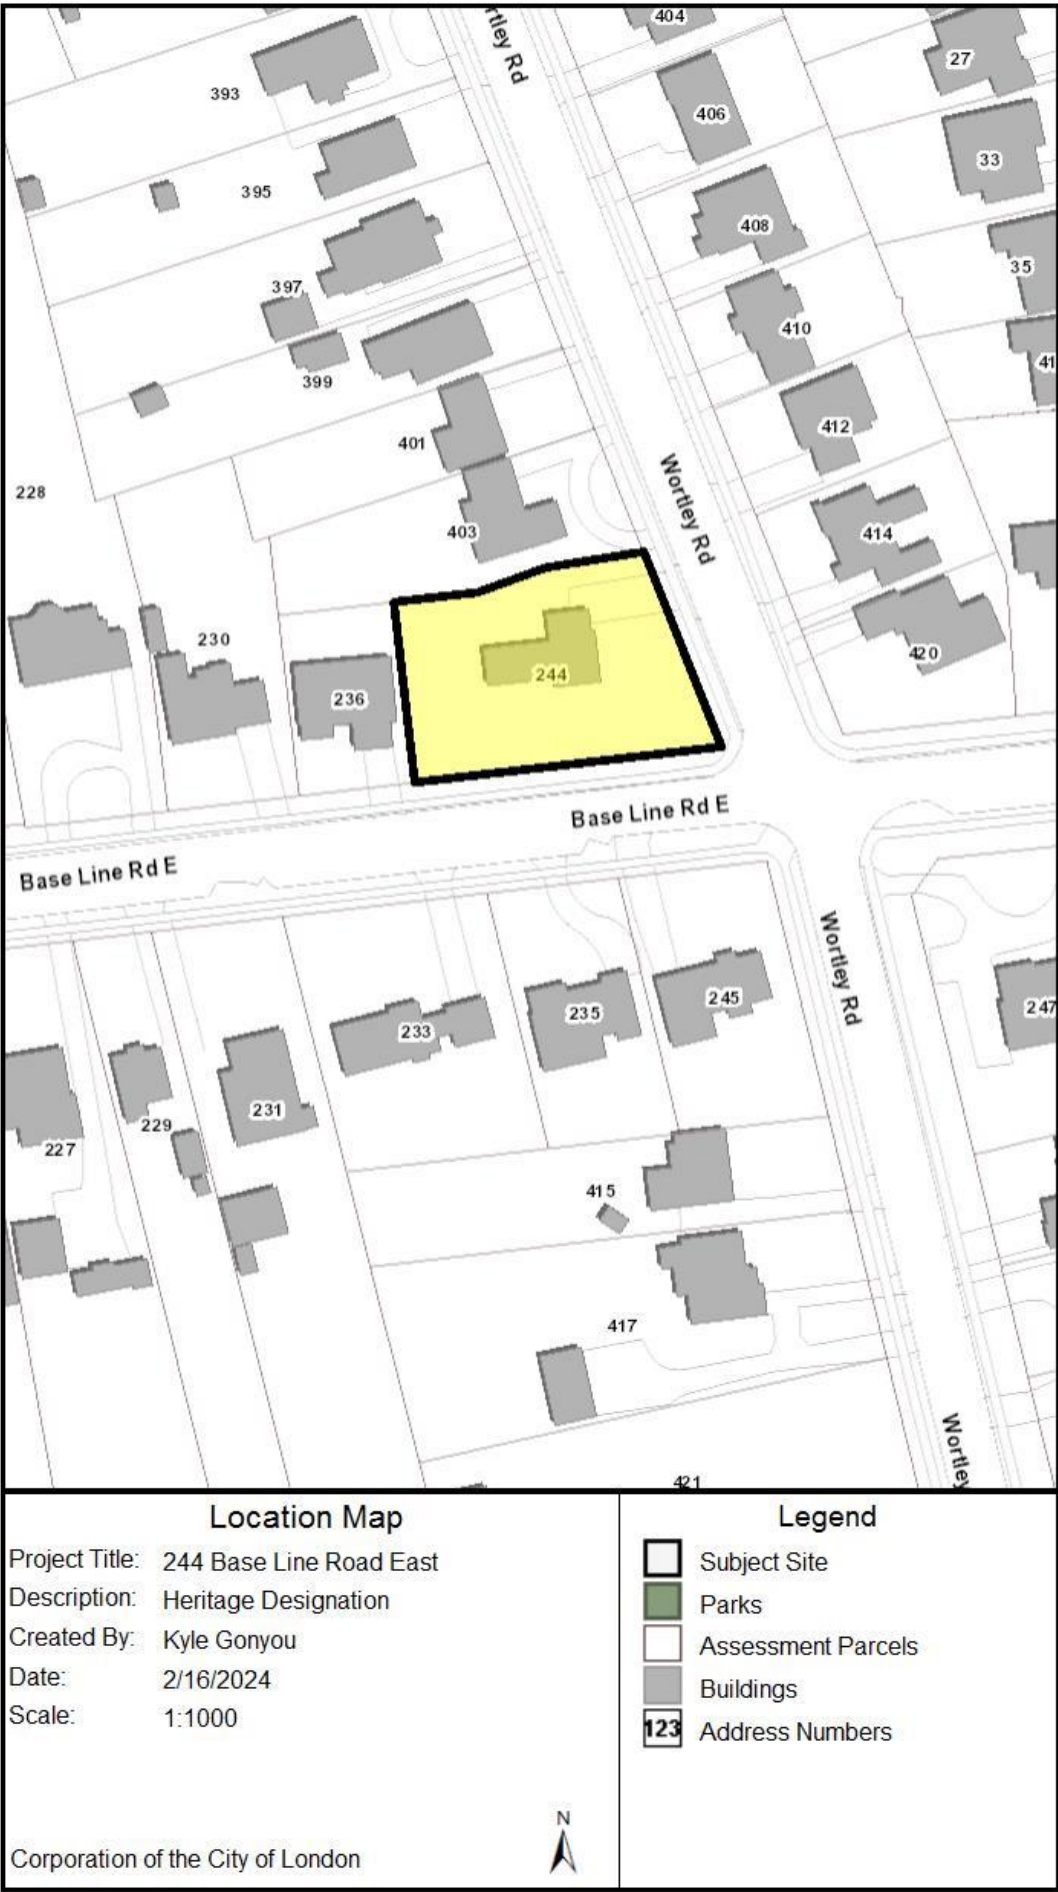 rtley Rd
404
27
393
406
33
395
408
35
397
410
41
399
412
401
Wortley Rd
228
403
414
230
420
236
244
Base Line Rd E
Base Line Rd E
Wortley Rd
233
235
245
247
231
229
227
415
417
Wortley
421
Location Map
Project Title: 244 Base Line Road East
Description: Heritage Designation
Created By: Kyle Gonyou
Date: 2/16/2024
Scale: 1:1000
N
Corporation of the City of London
Legend
Subject Site
Parks
Assessment Parcels
Buildings
123 Address Numbers